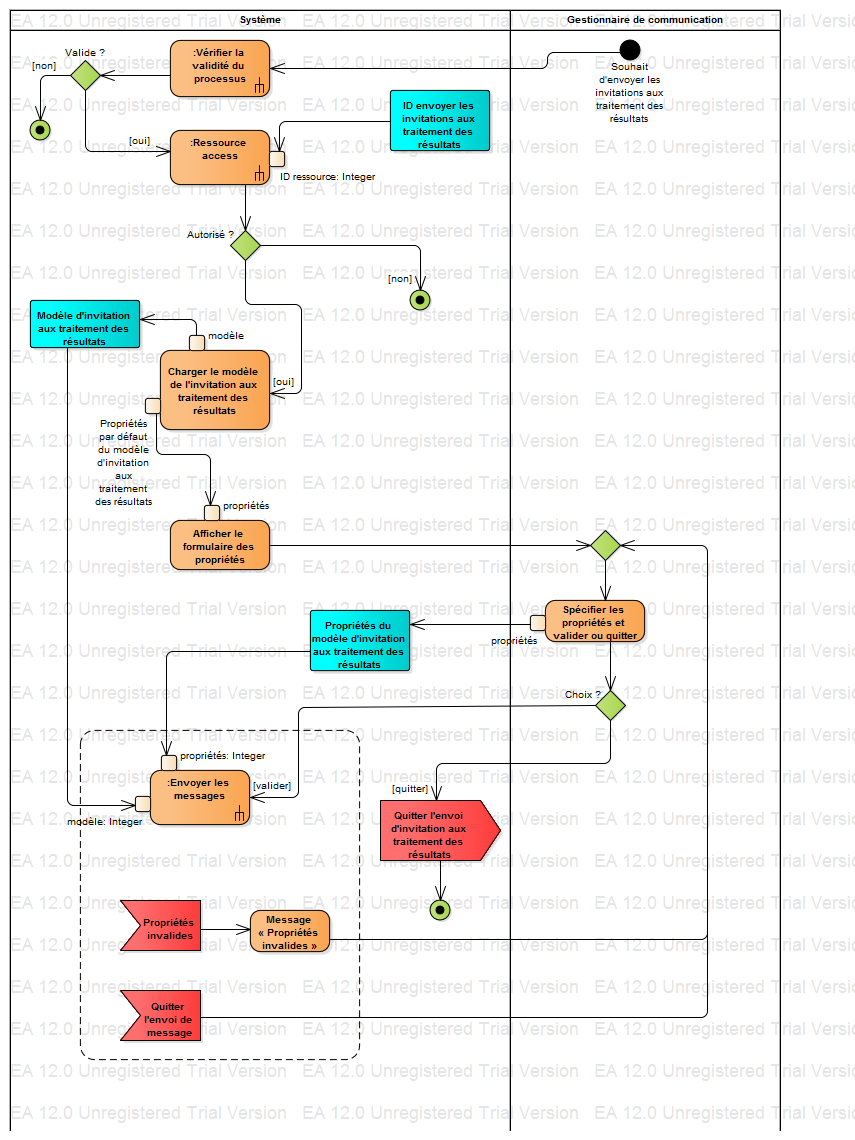 Système
Gestionnaire de communication
Valide ?
[non]
:Vérifier la
validité du
processus
Souhait
d'envoyer les
invitations aux
traitement des
résultats
ID envoyer les
invitations aux
traitement des
résultats
[oui]
:Ressource
access
ID ressource: Integer
Autorisé ?
[non]
Modèle d'invitation
aux traitement des
résultats
modèle
Charger le modèle
de l'invitation aux
traitement des
résultats
[oui]
Propriétés
par défaut
du modèle
d'invitation
aux
traitement
des résultats
propriétés
Afficher le
formulaire des
propriétés
Spécifier les
propriétés et
valider ou quitter
propriétés
Propriétés du
modèle d'invitation
aux traitement des
résultats
Choix ?
propriétés: Integer
:Envoyer les
messages
[valider]
modèle: Integer
[quitter]
Quitter l'envoi
d'invitation aux
traitement des
résultats
Propriétés
invalides
Message
« Propriétés
invalides »
Quitter
l'envoi de
message
EA 12.0 Unregistered Trial Version